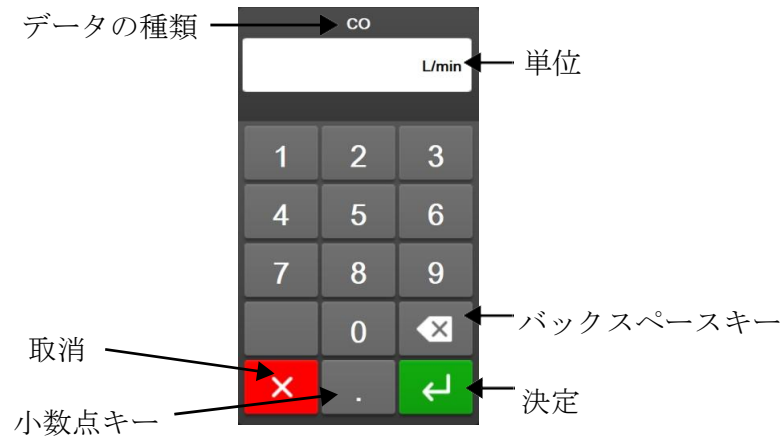 データの種類
CO
L/min
単位
1 2 3
4 5 6
7 8 9
0
バックスペースキー
取消
.
決定
小数点キー